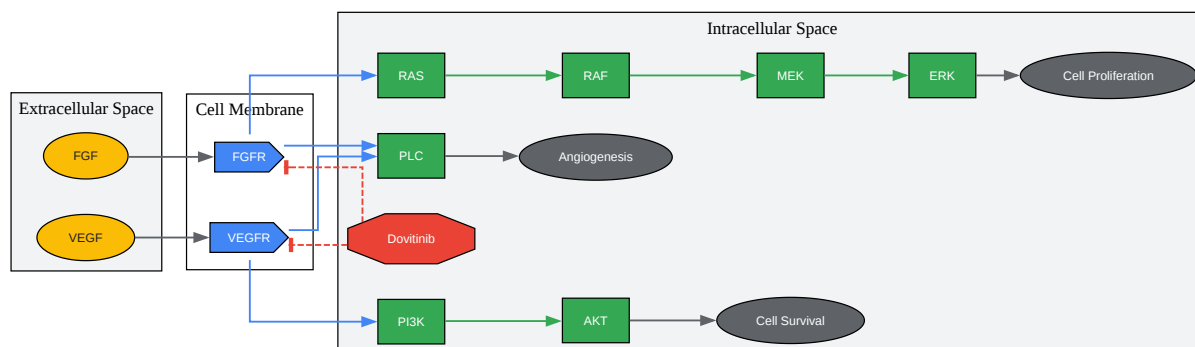 Intracellular Space
RAS
RAF
MEK
ERK
Cell Proliferation
Extracellular Space
Cell Membrane
FGF
FGFR
PLC
Angiogenesis
VEGF
VEGFR
Dovitinib
PI3K
AKT
Cell Survival